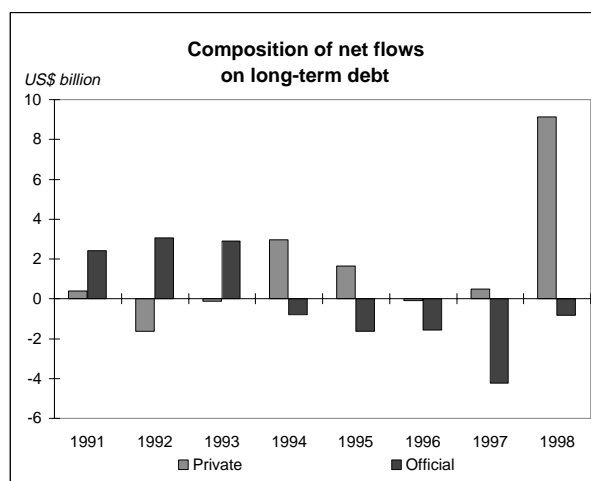 Composition of net flows
on long-term debt
US$ billion
10
8
6
4
2
0
-2
-4
-6
1991 1992 1993 1994 1995 1996 1997 1998
Private Official